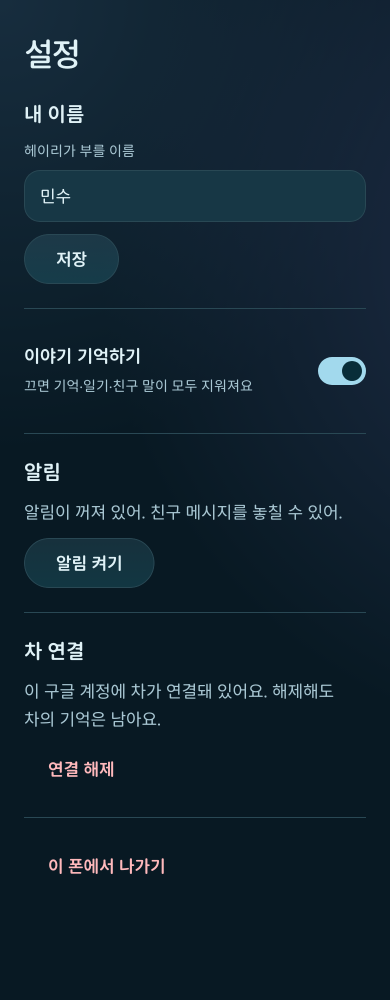 설정
내 이름
헤이리가 부를 이름
민수
저장
이야기 기억하기
끄면 기억·일기·친구 말이 모두 지워져요
알림
알림이 꺼져 있어. 친구 메시지를 놓칠 수 있어.
알림 켜기
차 연결
이 구글 계정에 차가 연결돼 있어요. 해제해도
차의 기억은 남아요.
연결 해제
이 폰에서 나가기